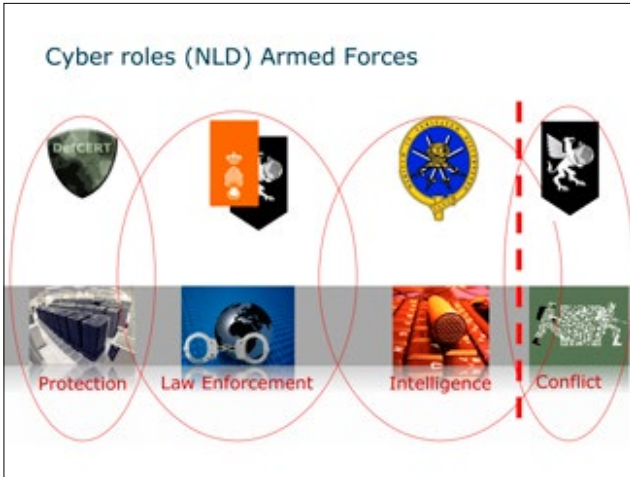 Cyber roles (NLD) Armed Forces
DefCERT
Protection
Law Enforcement
Intelligence
Conflict